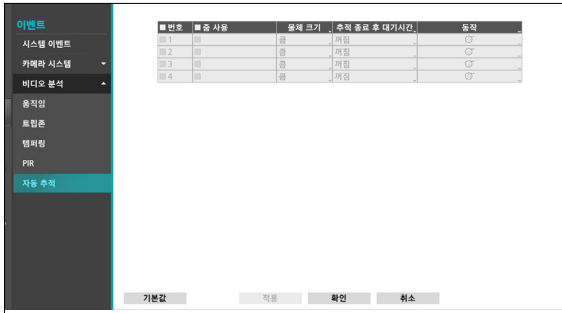 이벤트
시스템 이벤트
카메라 시스템
비디오 분석
움직임
트립존
템퍼링
PIR
자동 추적
번호 줌 사용 물체 크기 추적 종료 후 대기시간 동작
1 큼 꺼짐
2 큼 꺼짐
3 큼 꺼짐
4 큼 꺼짐
기본값 적용 확인 취소